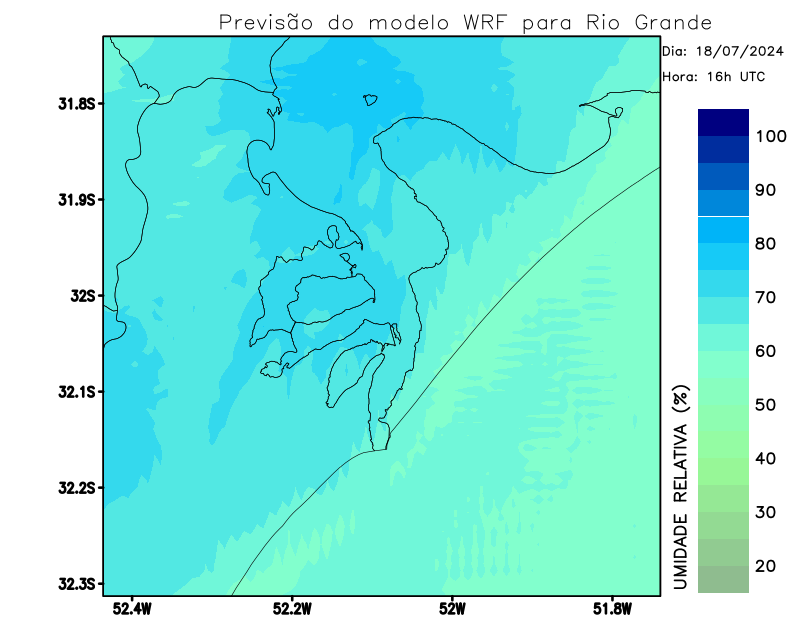 Previsão do modelo WRF para Rio Grande
Dia: 18/07/2024
Hora: 16h UTC
31.8S
31.9S
32S
32.1S
32.2S
32.3S
52.4W
52.2W
52W
51.8W
100
90
80
70
60
50
40
30
20
UMIDADE RELATIVA (%)